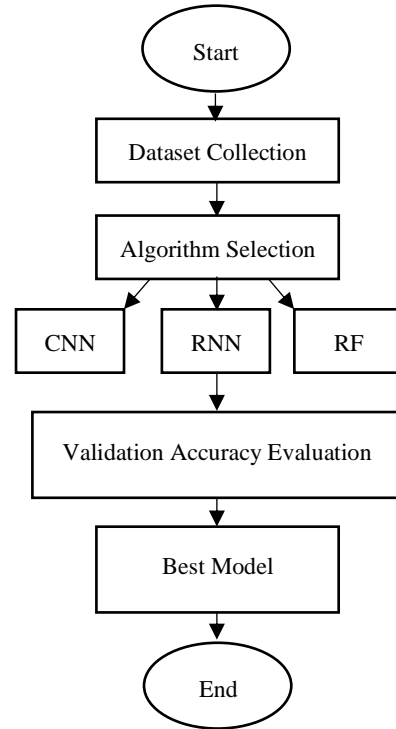 Start
Dataset Collection
Algorithm Selection
CNN
RNN
RF
Validation Accuracy Evaluation
Best Model
End